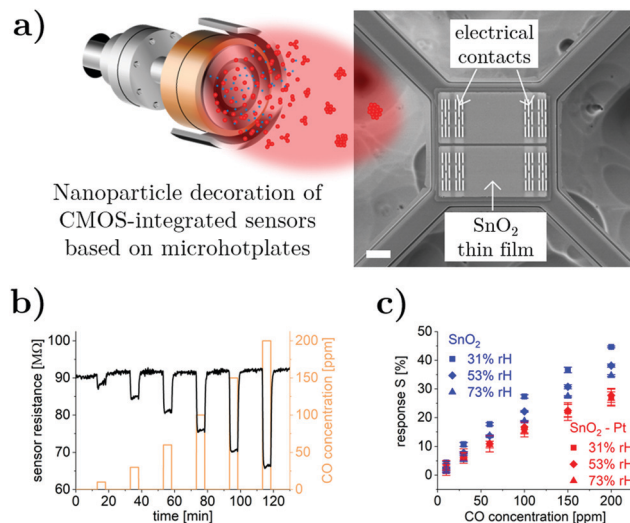 a)
electrical
contacts
Nanoparticle decoration of
CMOS-integrated sensors
based on microhotplates
SnO₂
thin film
b)
sensor resistance [MΩ]
100
90
80
70
60
0 20 40 60 80 100 120
time [min]
200
150
100
50
0
CO concentration [ppm]
c)
response S [%]
50
40
30
20
10
0
SnO₂
31% rH
53% rH
73% rH
SnO₂ - Pt
31% rH
53% rH
73% rH
0 50 100 150 200
CO concentration [ppm]